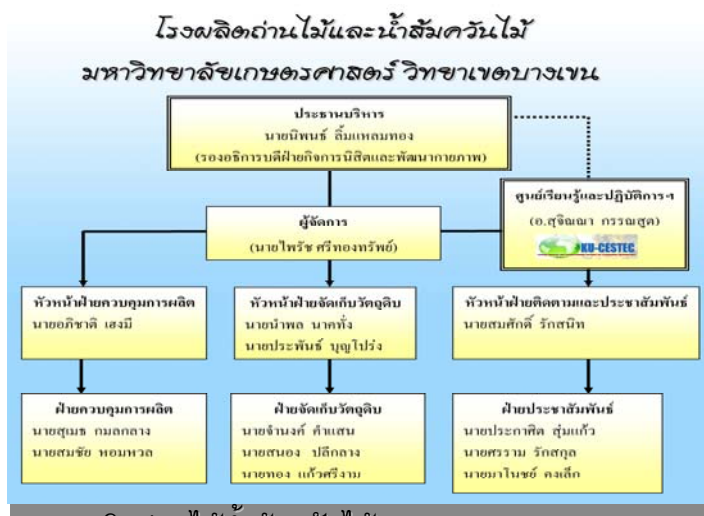 โรงผลิตถ่านไม้และน้ำส้มควันไม้
มหาวิทยาลัยเกษตรศาสตร์ วิทยาเขตบางเขน
ประธานบริหาร
นายนิพนธ์ ลิ้มแหลมทอง
(รองอธิการบดีฝ่ายกิจการนิสิตและพัฒนากายภาพ)
ศูนย์เรียนรู้และปฏิบัติการฯ
(อ.สุจิณณา กรรณสูต)
KU-CESTEC
ผู้จัดการ
(นายไพรัช ศรีทองทรัพย์)
หัวหน้าฝ่ายควบคุมการผลิต
นายอภิชาติ เฮงมี
หัวหน้าฝ่ายจัดเก็บวัตถุดิบ
นายนำพล นาคทั่ง
นายประพันธ์ บุญโปร่ง
หัวหน้าฝ่ายติดตามและประชาสัมพันธ์
นายสมศักดิ์ รักสนิท
ฝ่ายควบคุมการผลิต
นายสุเมธ กมลกลาง
นายสมชัย หอมหวล
ฝ่ายจัดเก็บวัตถุดิบ
นายจำนงค์ คำแสน
นายสนอง ปลีกลาง
นายทอง แก้วศรีงาม
ฝ่ายประชาสัมพันธ์
นายประกาศิต สุ่มแก้ว
นายศรราม รักสกุล
นายมาโนชย์ คงเล็ก